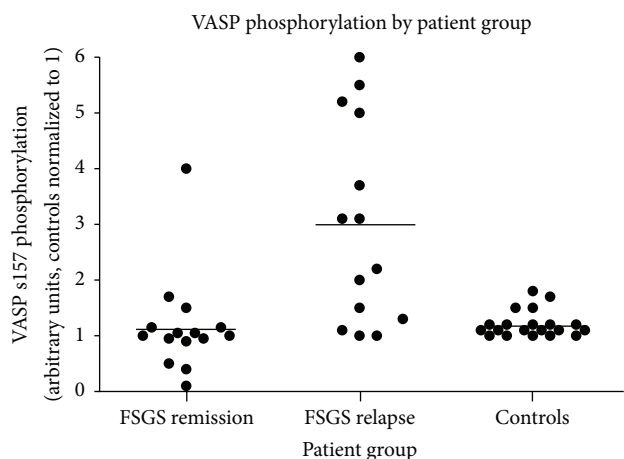 VASP phosphorylation by patient group
VASP s157 phosphorylation
(arbitrary units, controls normalized to 1)
6
5
4
3
2
1
0
FSGS remission
FSGS relapse
Controls
Patient group